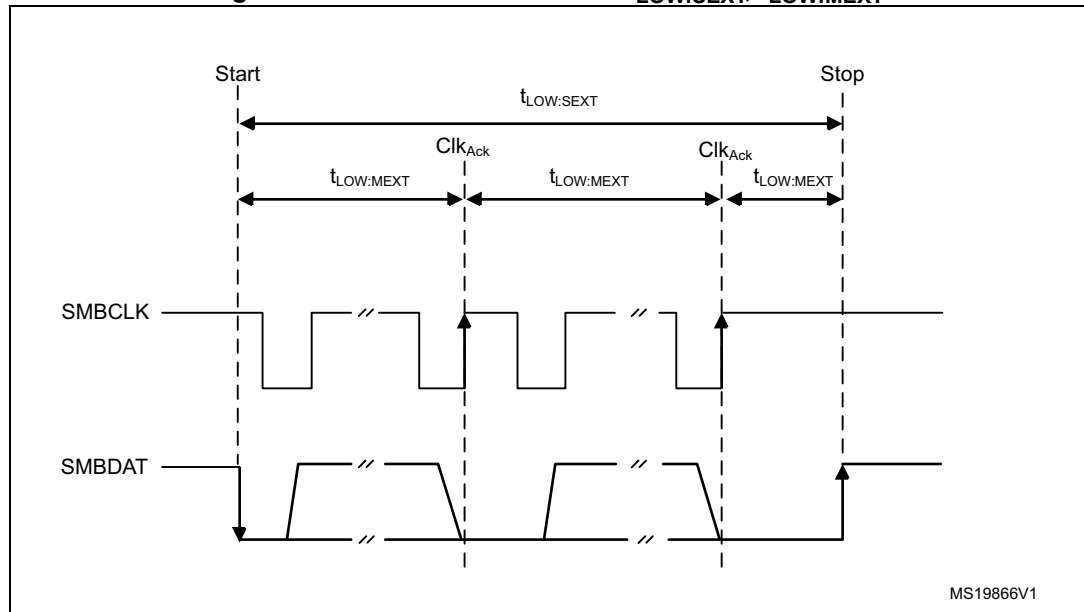 Start
Stop
tLOW:SEXT
ClkAck
ClkAck
tLOW:MEXT
tLOW:MEXT
tLOW:MEXT
SMBCLK
SMBDAT
MS19866V1